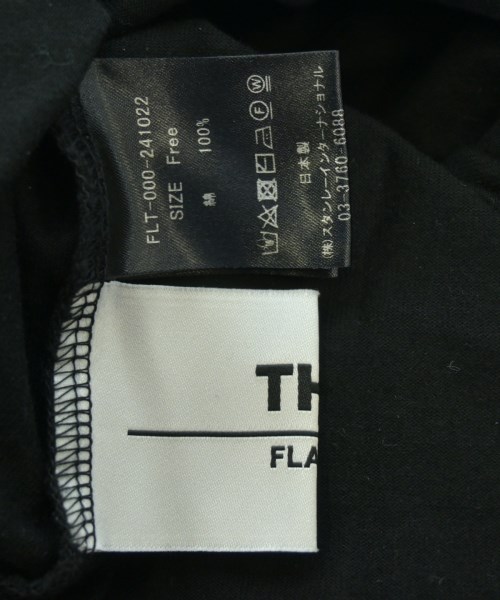 FLT-000-241022
SIZE Free
綿 100%
日本製
(株)スタンレーインターナショナル
03-3760-6088
TH
FLA